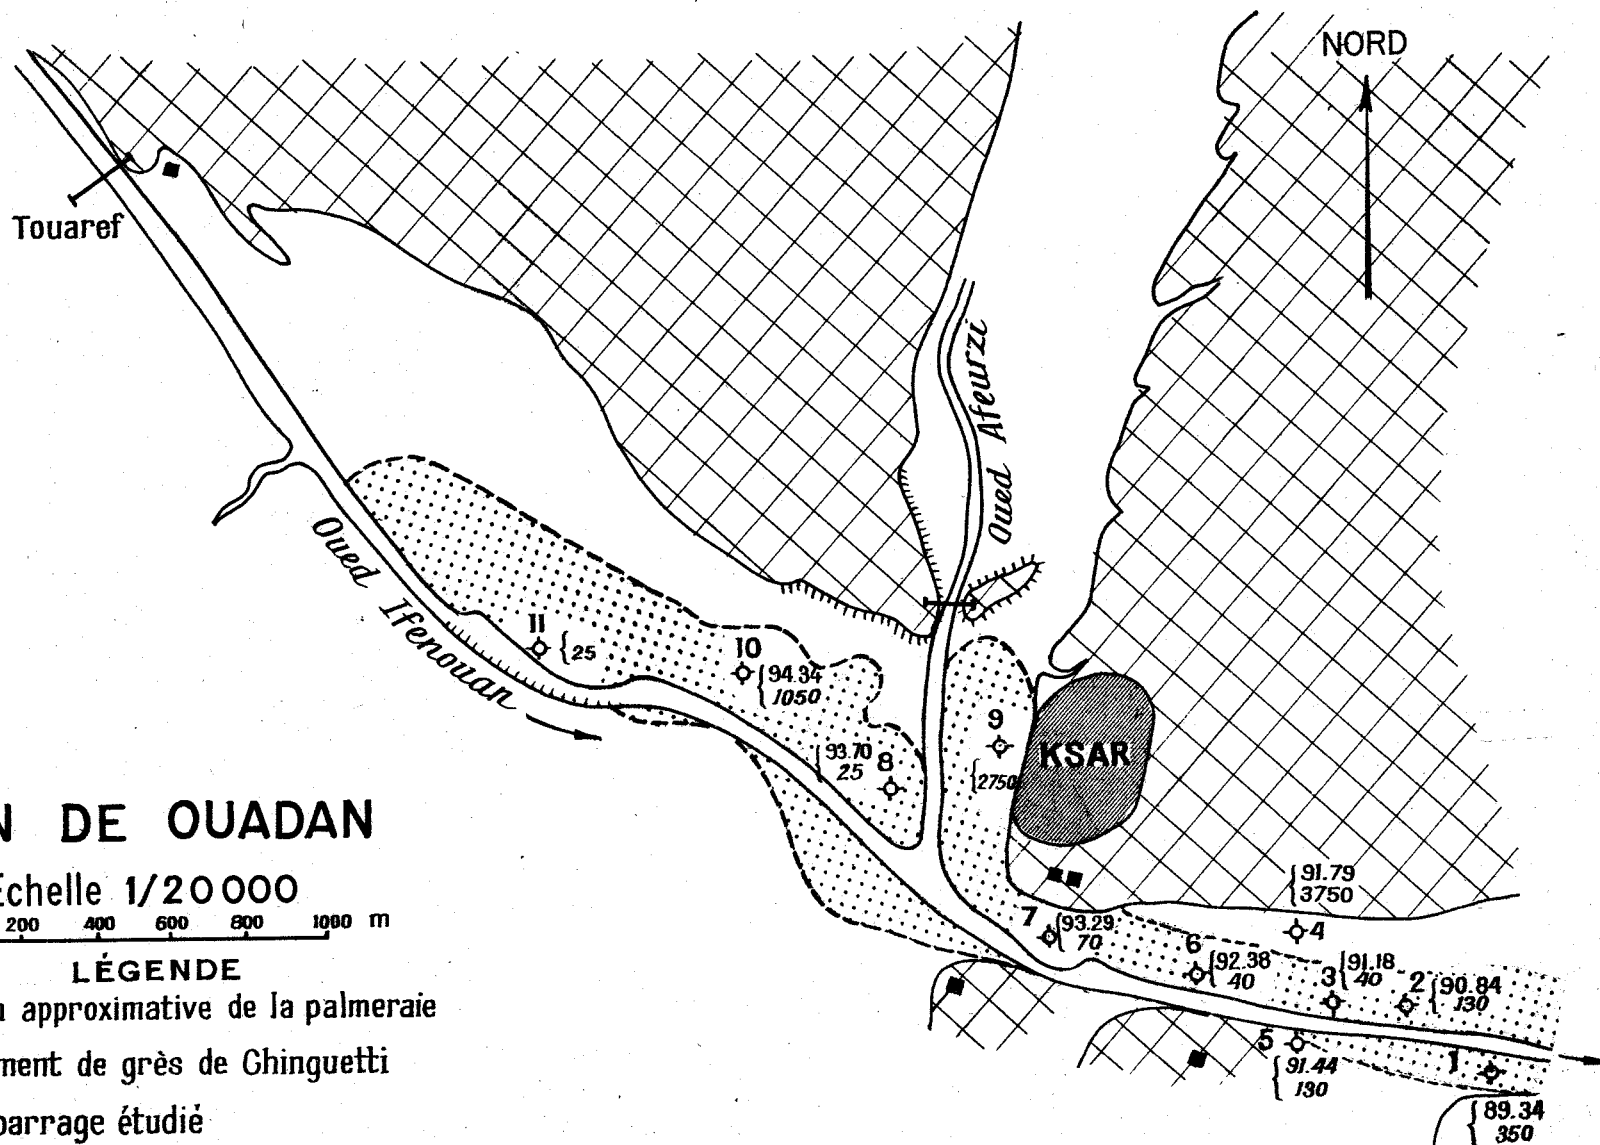 NORD
Touaref
Oued Afeurzi
Oued Ifenouan
11
25
10
94.34
1050
9
2750
KSAR
93.70
25
8
DE OUADAN
Echelle 1/20000
200 400 600 800 1000 m
LÉGENDE
approximative de la palmeraie
de grès de Chinguetti
barrage étudié
91.79
3750
4
7
93.29
70
6
92.38
40
3
91.18
40
2
90.84
130
5
91.44
130
1
89.34
350